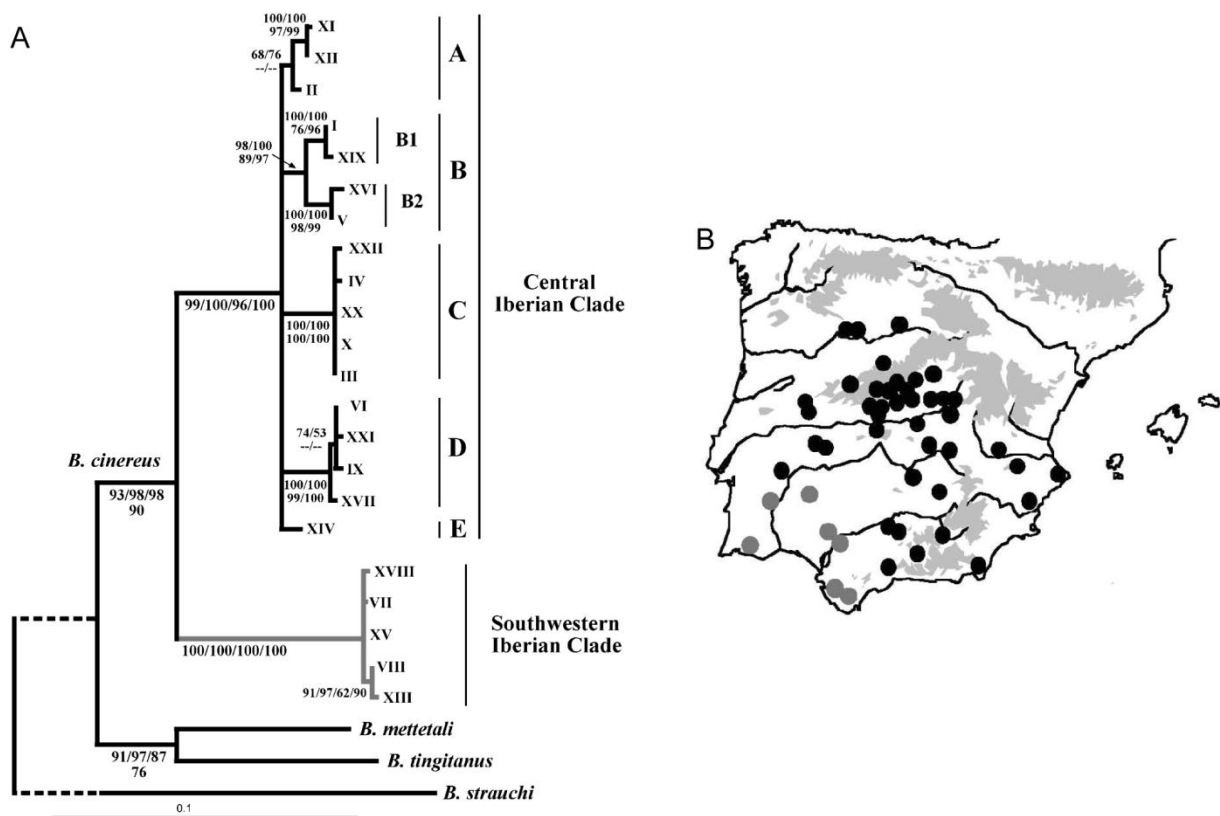 A
100/100
97/99
XI
XII
68/76
--/--
II
A
100/100
76/96
I
XIX
B1
98/100
89/97
XVI
V
B2
100/100
98/99
B
XXII
IV
XX
X
III
99/100/96/100
100/100
100/100
C
Central
Iberian Clade
VI
XXI
IX
XVII
74/53
--/--
100/100
99/100
D
XIV
E
B. cinereus
93/98/98
90
XVIII
VII
XV
VIII
XIII
100/100/100/100
91/97/62/90
Southwestern
Iberian Clade
B. mettetali
B. tingitanus
91/97/87
76
B. strauchi
0.1
B